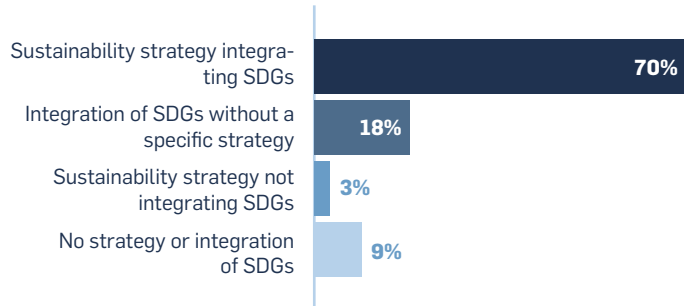 Sustainability strategy integra-
ting SDGs
70%
Integration of SDGs without a
specific strategy
18%
Sustainability strategy not
integrating SDGs
3%
No strategy or integration
of SDGs
9%